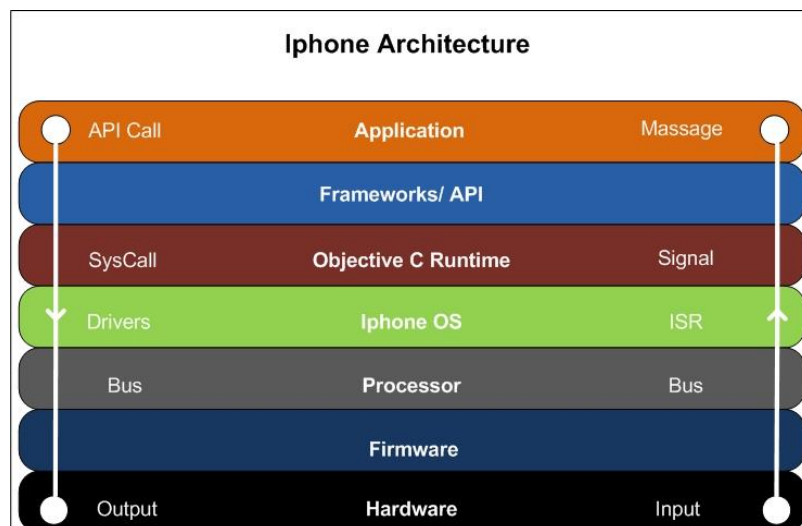 Iphone Architecture
API Call Application Massage
Frameworks/ API
SysCall Objective C Runtime Signal
Drivers Iphone OS ISR
Bus Processor Bus
Firmware
Output Hardware Input